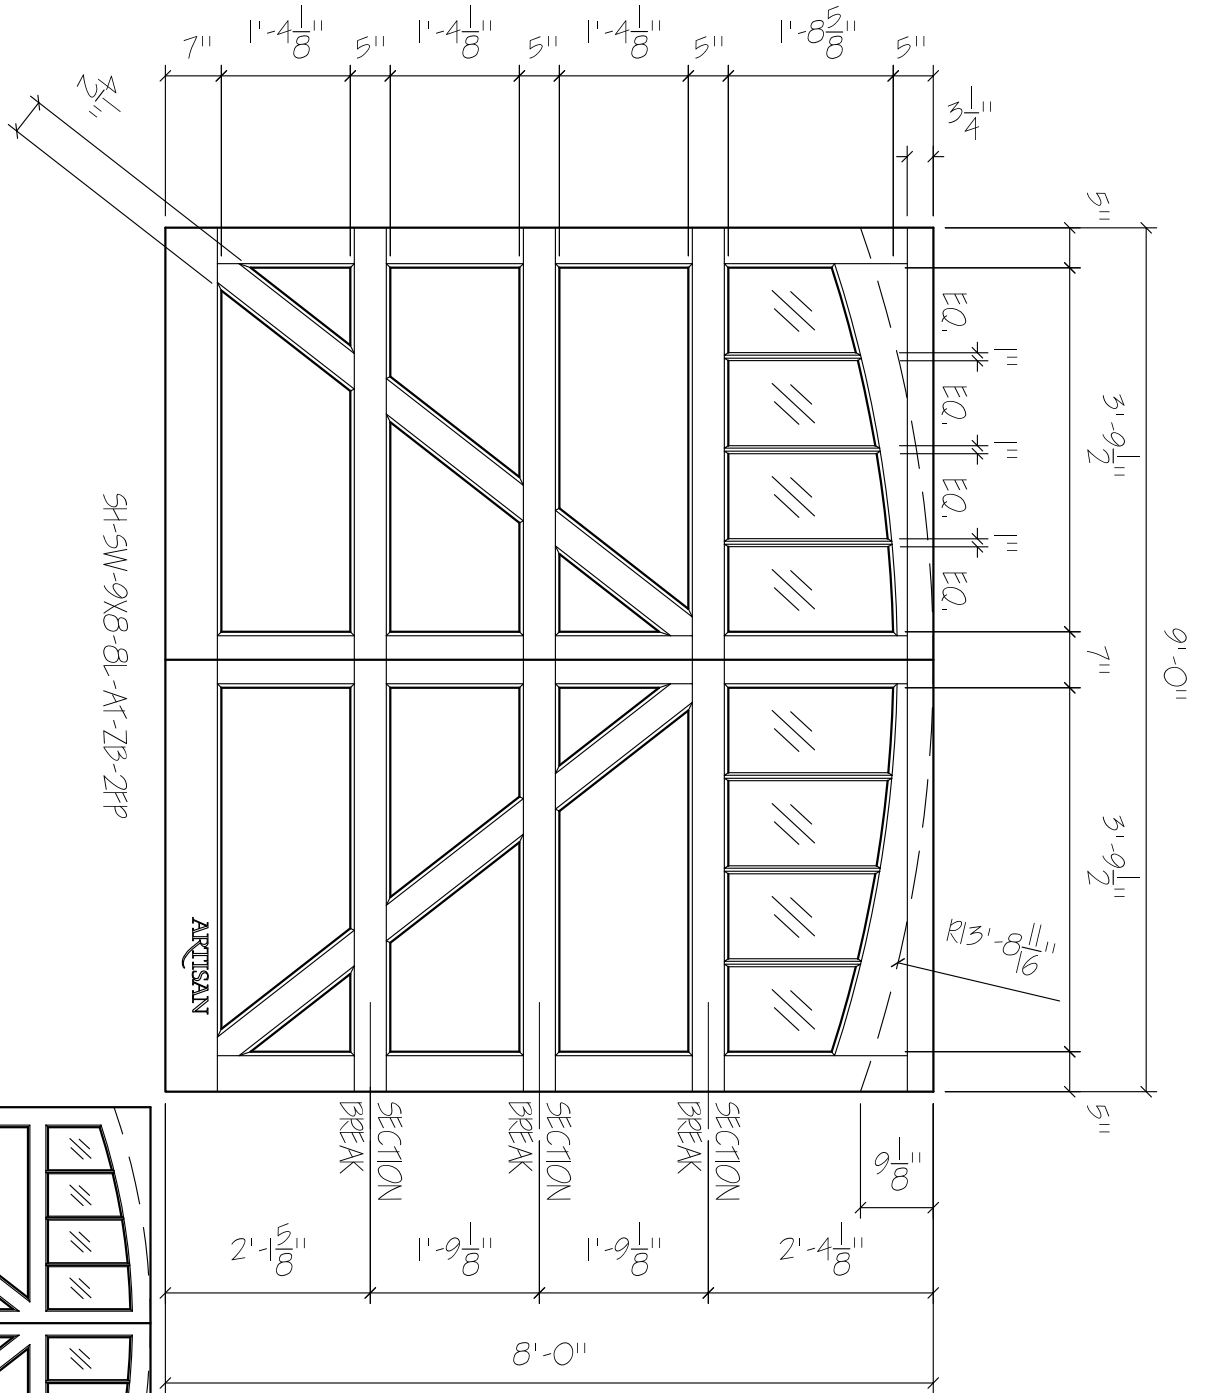 7"
1'-4 1/8"
5"
1'-4 1/8"
5"
1'-4 1/8"
5"
1'-8 5/8"
5"
3 1/4"
4 1/2"
5"
3'-9 1/2"
7"
3'-9 1/2"
5"
9'-0"
EQ.
1"
EQ.
1"
EQ.
1"
EQ.
R13'-8 11/16"
SH-SW-9X8-8L-AT-ZB-2FP
ARTISAN
SECTION
BREAK
SECTION
BREAK
SECTION
BREAK
9 1/8"
2'-1 5/8"
1'-9 1/8"
1'-9 1/8"
2'-4 1/8"
8'-0"